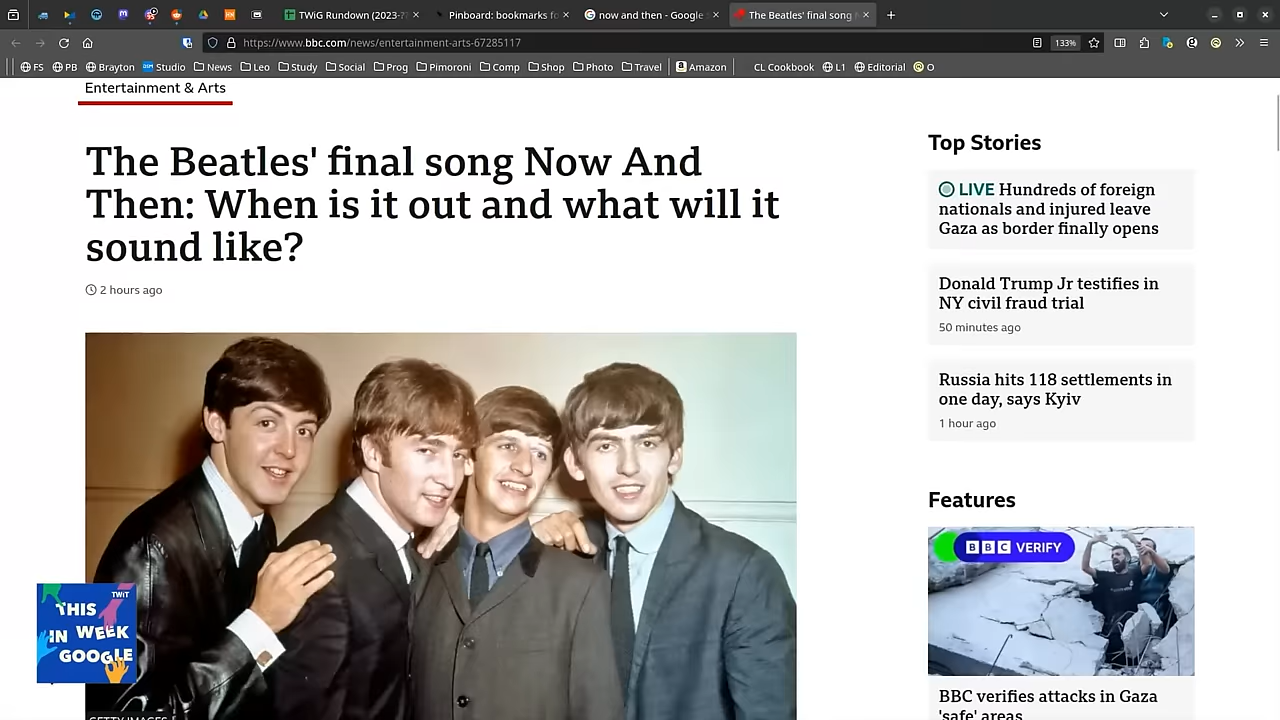 TWiG Rundown (2023-??
Pinboard: bookmarks fo
now and then - Google
The Beatles' final song
https://www.bbc.com/news/entertainment-arts-67285117
133%
FS PB Brayton Studio News Leo Study Social Prog Pimoroni Comp Shop Photo Travel Amazon CL Cookbook L1 Editorial O
Entertainment & Arts
The Beatles' final song Now And
Then: When is it out and what will it
sound like?
2 hours ago
GETTY IMAGES
TWiT
THIS
IN WEEK
GOOGLE
Top Stories
LIVE Hundreds of foreign
nationals and injured leave
Gaza as border finally opens
Donald Trump Jr testifies in
NY civil fraud trial
50 minutes ago
Russia hits 118 settlements in
one day, says Kyiv
1 hour ago
Features
BBC VERIFY
BBC verifies attacks in Gaza
'safe' areas